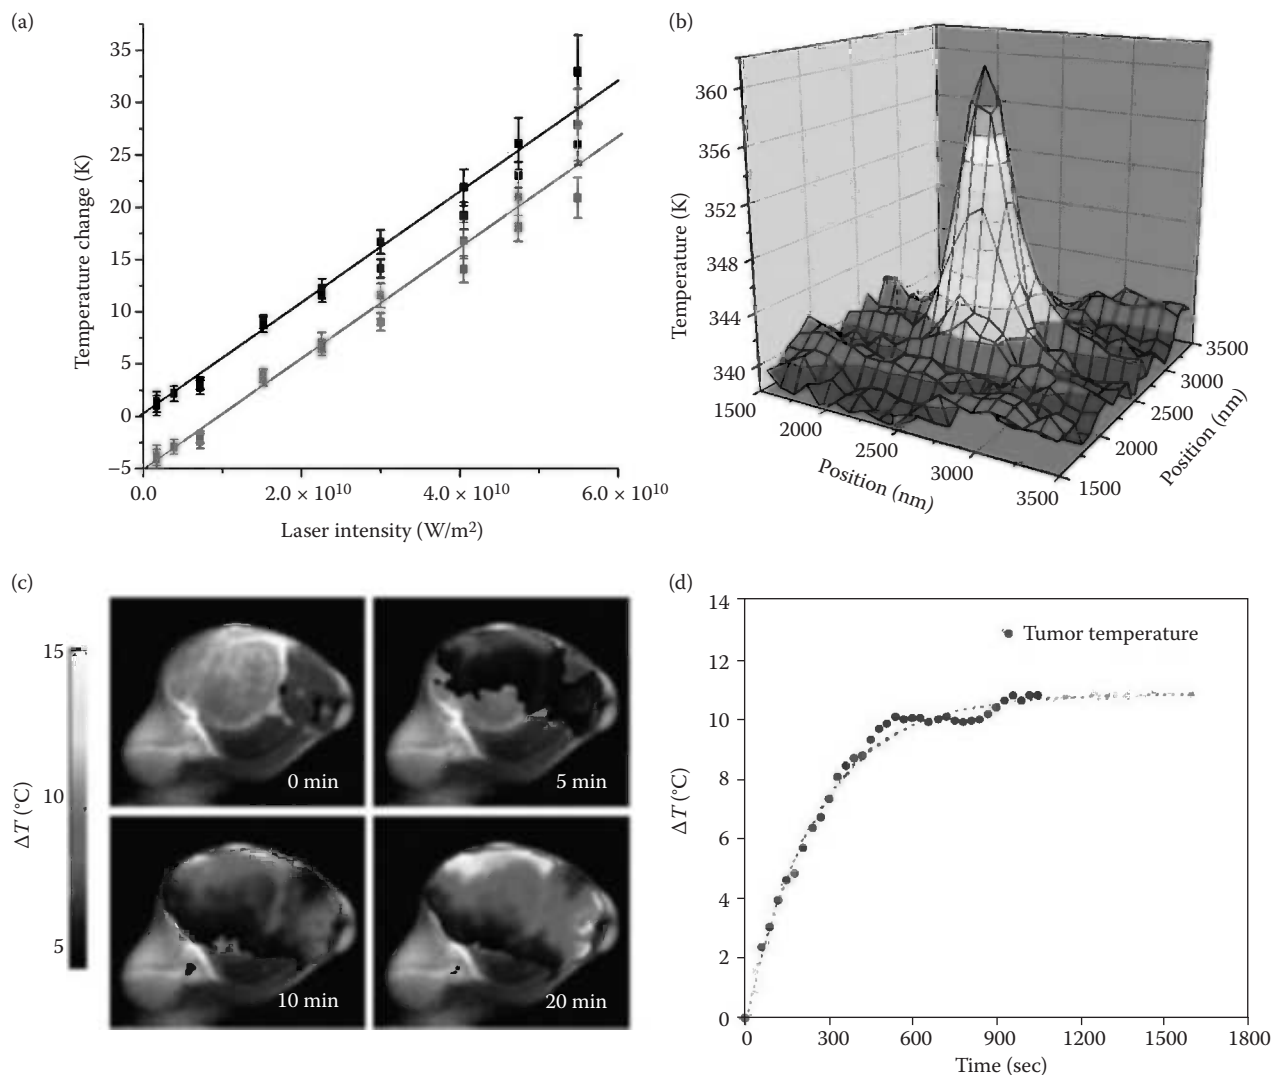 (a)
35
30
25
20
15
10
5
0
−5
Temperature change (K)
0.0
2.0 × 10¹⁰
4.0 × 10¹⁰
6.0 × 10¹⁰
Laser intensity (W/m²)
(b)
360
356
352
348
344
340
Temperature (K)
1500
2000
2500
3000
3500
Position (nm)
1500
2000
2500
3000
3500
Position (nm)
(c)
15
10
5
ΔT (°C)
0 min
5 min
10 min
20 min
(d)
14
12
10
8
6
4
2
0
ΔT (°C)
Tumor temperature
0
300
600
900
1200
1600
1800
Time (sec)